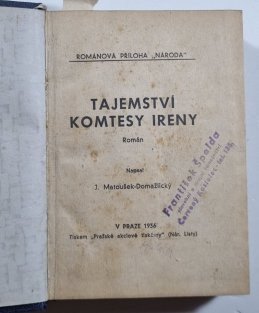 ROMÁNOVÁ PŘÍLOHA „NÁRODA“
TAJEMSTVÍ
KOMTESY IRENY
Román
Napsal
J. Matoušek-Domažlický
V PRAZE 1936
Tiskem „Pražské akciové tiskárny“ (Nár. Listy)
František Špalda
Červený